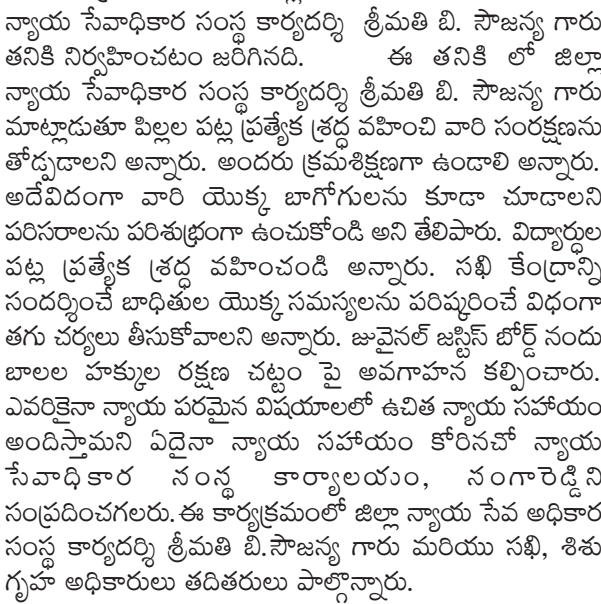 న్యాయ సేవాధికార సంస్థ కార్యదర్శి శ్రీమతి బి. సౌజన్య గారు
తనికి నిర్వహించటం జరిగినది. ఈ తనికి లో జిల్లా
న్యాయ సేవాధికార సంస్థ కార్యదర్శి శ్రీమతి బి. సౌజన్య గారు
మాట్లాడుతూ పిల్లల పట్ల ప్రత్యేక శ్రద్ధ వహించి వారి సంరక్షణను
తోడ్పడాలని అన్నారు. అందరు క్రమశిక్షణగా ఉండాలి అన్నారు.
అదేవిదంగా వారి యొక్క బాగోగులను కూడా చూడాలని
పరిసరాలను పరిశుభ్రంగా ఉంచుకోండి అని తేలిపారు. విద్యార్థుల
పట్ల ప్రత్యేక శ్రద్ధ వహించండి అన్నారు. సఖి కేంద్రాన్ని
సందర్శించే బాధితుల యొక్క సమస్యలను పరిష్కరించే విధంగా
తగు చర్యలు తీసుకోవాలని అన్నారు. జువైనల్ జస్టిస్ బోర్డ్ నందు
బాలల హక్కుల రక్షణ చట్టం పై అవగాహన కల్పించారు.
ఎవరికైనా న్యాయ పరమైన విషయాలలో ఉచిత న్యాయ సహాయం
అందిస్తామని ఏదైనా న్యాయ సహాయం కోరినచో న్యాయ
సేవాధికార సంస్థ కార్యాలయం, సంగారెడ్డిని
సంప్రదించగలరు.ఈ కార్యక్రమంలో జిల్లా న్యాయ సేవ అధికార
సంస్థ కార్యదర్శి శ్రీమతి బి.సౌజన్య గారు మరియు సఖి, శిశు
గృహ అధికారులు తదితరులు పాల్గొన్నారు.